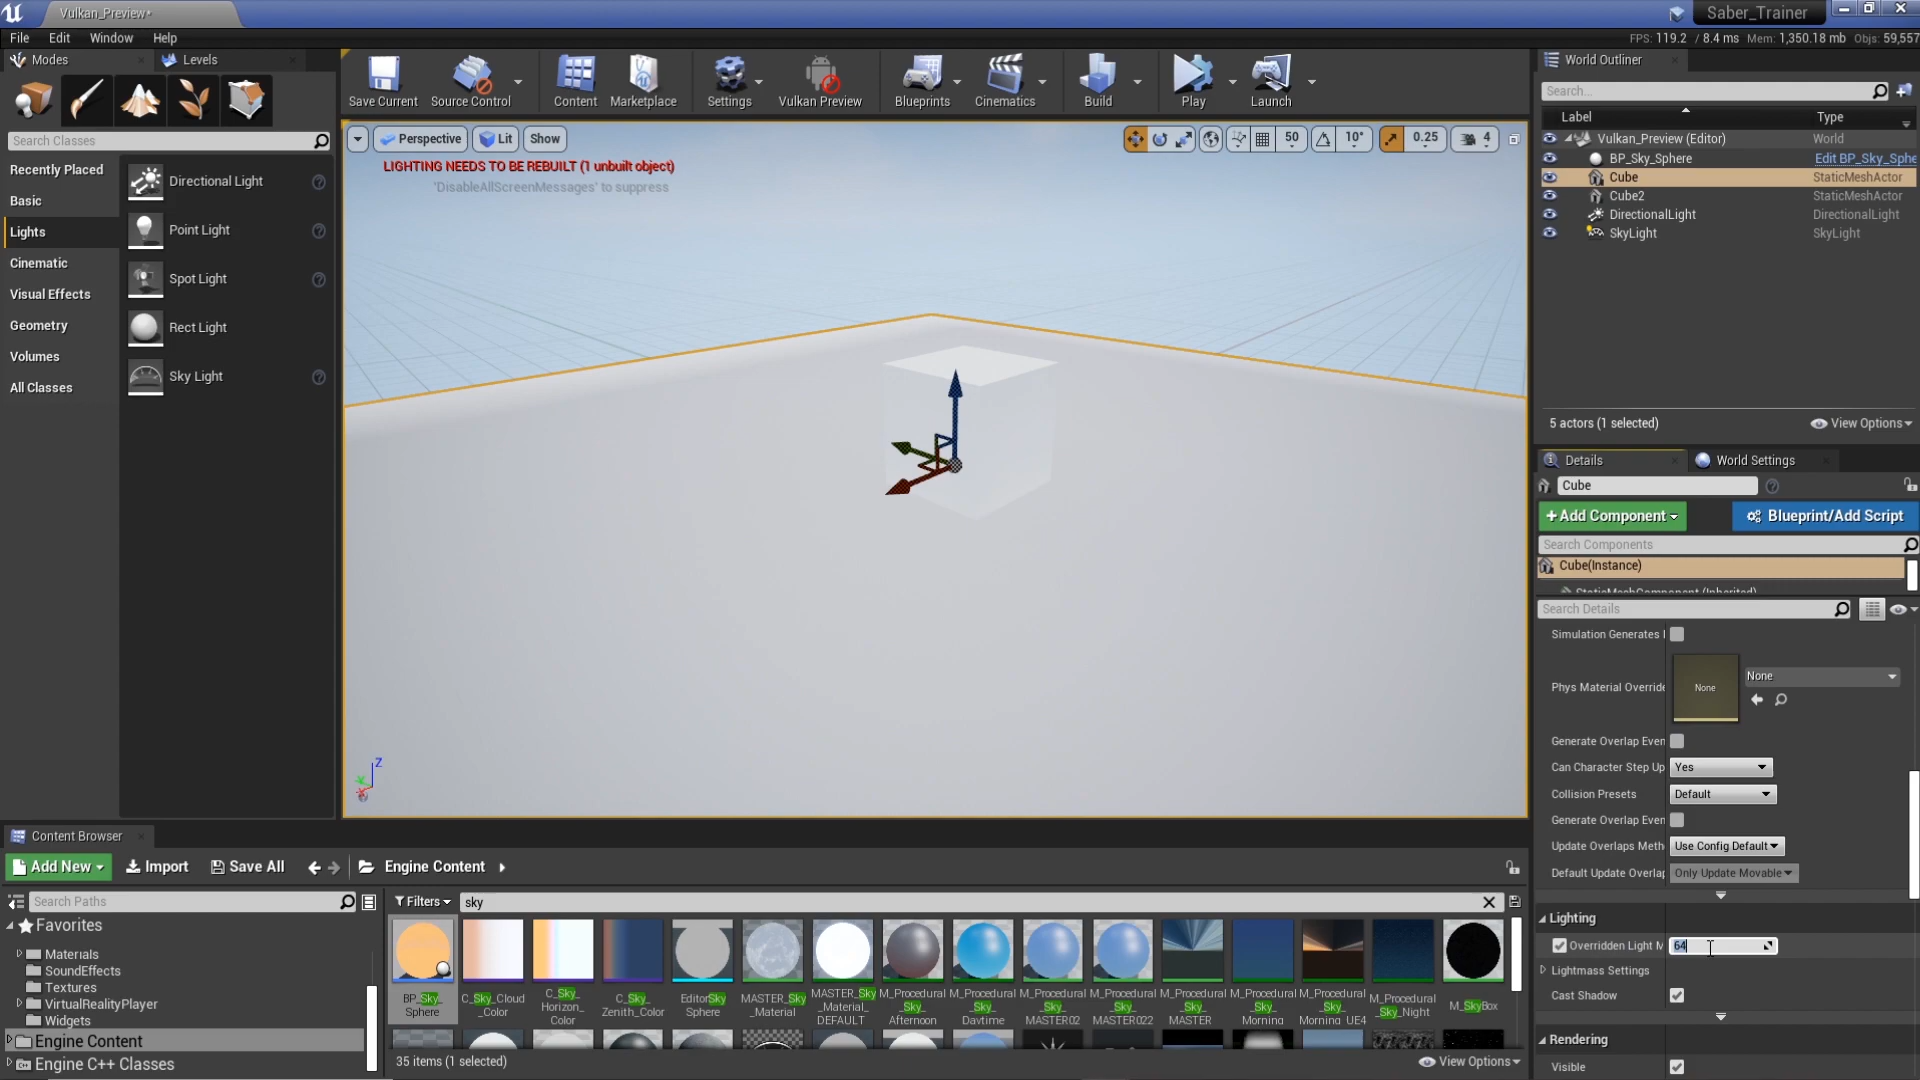 Vulkan_Preview•
Saber_Trainer
File Edit Window Help
FPS: 119.2 / 8.4 ms Mem: 1,350.18 mb Objs: 59,557
Modes
Levels
Search Classes
Recently Placed
Basic
Lights
Cinematic
Visual Effects
Geometry
Volumes
All Classes
Directional Light
Point Light
Spot Light
Rect Light
Sky Light
Save Current
Source Control
Content
Marketplace
Settings
Vulkan Preview
Blueprints
Cinematics
Build
Play
Launch
Perspective Lit Show
50 10° 0.25 4
LIGHTING NEEDS TO BE REBUILT (1 unbuilt object)
'DisableAllScreenMessages' to suppress
Z
World Outliner
Search...
Label Type
Vulkan_Preview (Editor) World
BP_Sky_Sphere Edit BP_Sky_Sphe
Cube StaticMeshActor
Cube2 StaticMeshActor
DirectionalLight DirectionalLight
SkyLight SkyLight
5 actors (1 selected) View Options
Details World Settings
Cube
+Add Component Blueprint/Add Script
Search Components
Cube(Instance)
StaticMeshComponent (Inherited)
Search Details
Simulation Generates
Phys Material Override None None
Generate Overlap Even
Can Character Step Up Yes
Collision Presets Default
Generate Overlap Even
Update Overlaps Meth Use Config Default
Default Update Overlap Only Update Movable
Lighting
Overridden Light M 64
Lightmass Settings
Cast Shadow
Rendering
Visible
Content Browser
Add New Import Save All Engine Content
Search Paths
Filters sky
Favorites
Materials
SoundEffects
Textures
VirtualRealityPlayer
Widgets
Engine Content
Engine C++ Classes
BP_Sky_
Sphere
C_Sky_Cloud
_Color
C_Sky_
Horizon_
Color
C_Sky_
Zenith_Color
EditorSky
Sphere
MASTER_Sky
_Material
MASTER_Sky
_Material_
DEFAULT
M_Procedural
_Sky_
Afternoon
M_Procedural
_Sky_
Daytime
M_Procedural
_Sky_
MASTER02
M_Procedural
_Sky_
MASTER022
M_Procedural
_Sky_
MASTER
M_Procedural
_Sky_
Morning
M_Procedural
_Sky_
Morning_UE4
M_Procedural
_Sky_Night
M_SkyBox
35 items (1 selected) View Options